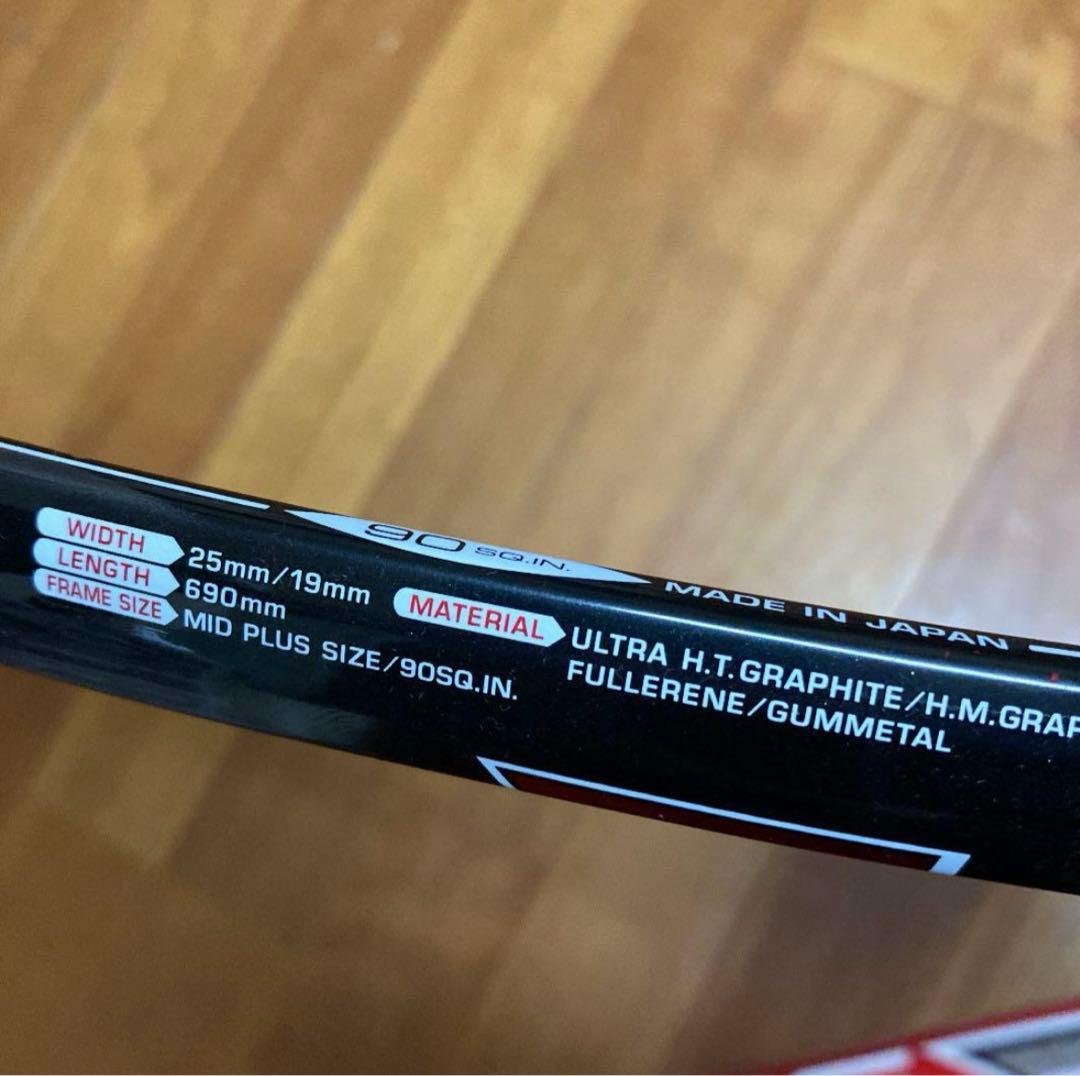 90 SQ.IN.
MADE IN JAPAN
WIDTH 25mm/19mm
LENGTH 690mm
FRAME SIZE MID PLUS SIZE/90SQ.IN.
MATERIAL ULTRA H.T.GRAPHITE/H.M.GRAP
FULLERENE/GUMMETAL